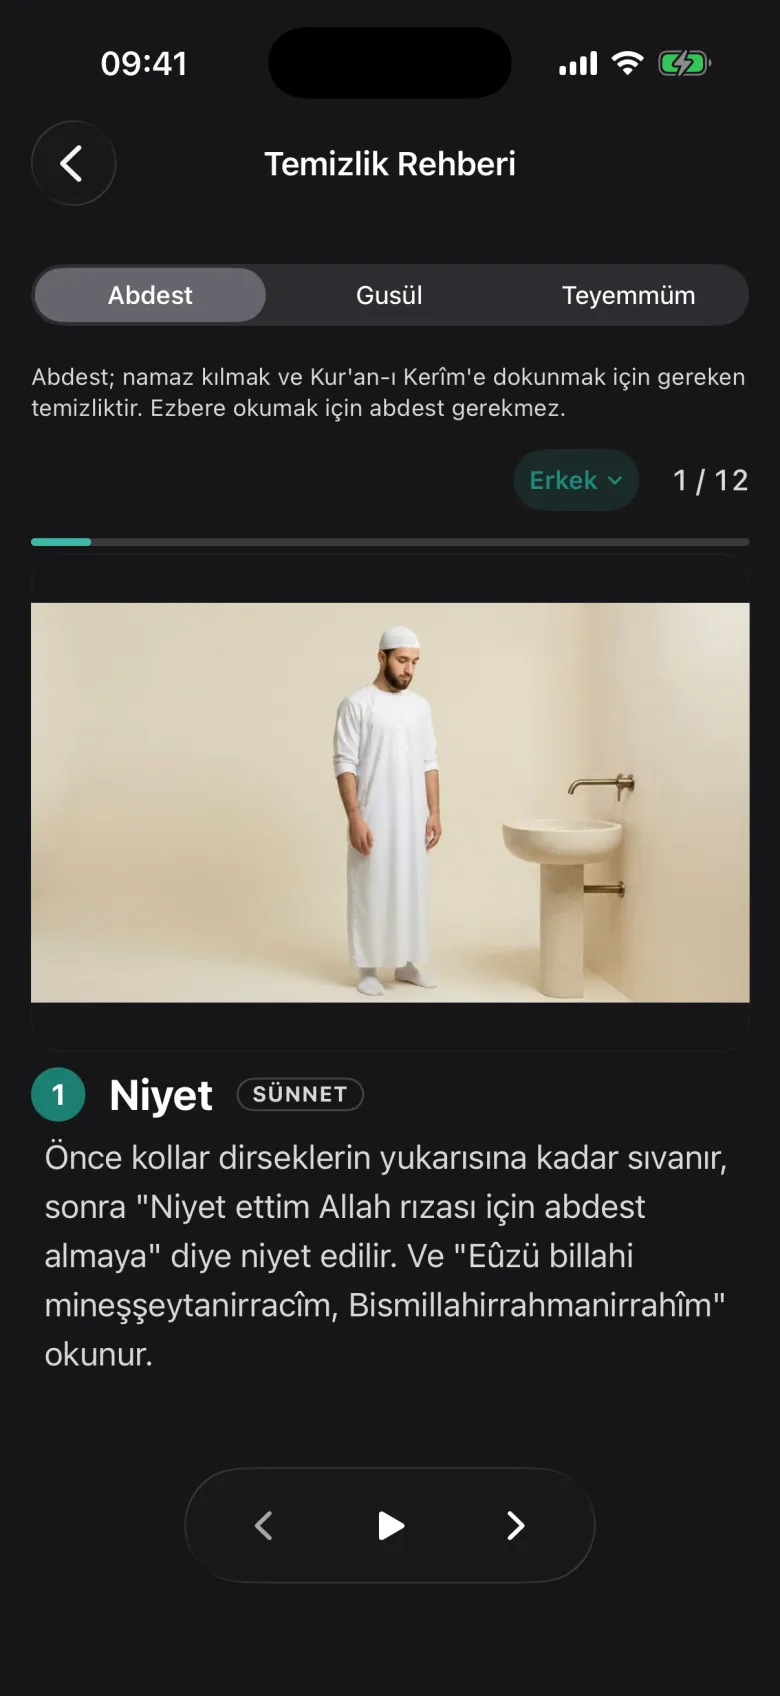 09:41
Temizlik Rehberi
Abdest Gusül Teyemmüm
Abdest; namaz kılmak ve Kur'an-ı Kerîm'e dokunmak için gereken
temizliktir. Ezbere okumak için abdest gerekmez.
Erkek 1 / 12
1 Niyet SÜNNET
Önce kollar dirseklerin yukarısına kadar sıvanır,
sonra "Niyet ettim Allah rızası için abdest
almaya" diye niyet edilir. Ve "Eûzü billahi
mineşşeytanirracîm, Bismillahirrahmanirrahîm"
okunur.